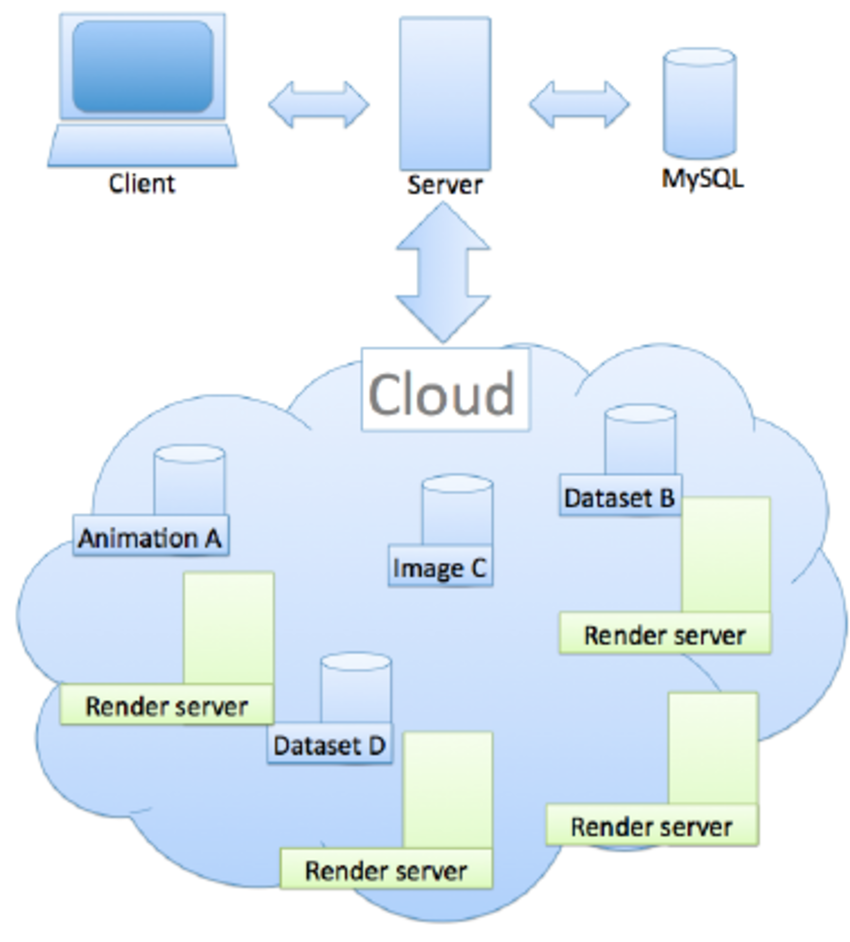 Client
Server
MySQL
Cloud
Dataset B
Animation A
Image C
Render server
Render server
Dataset D
Render server
Render server